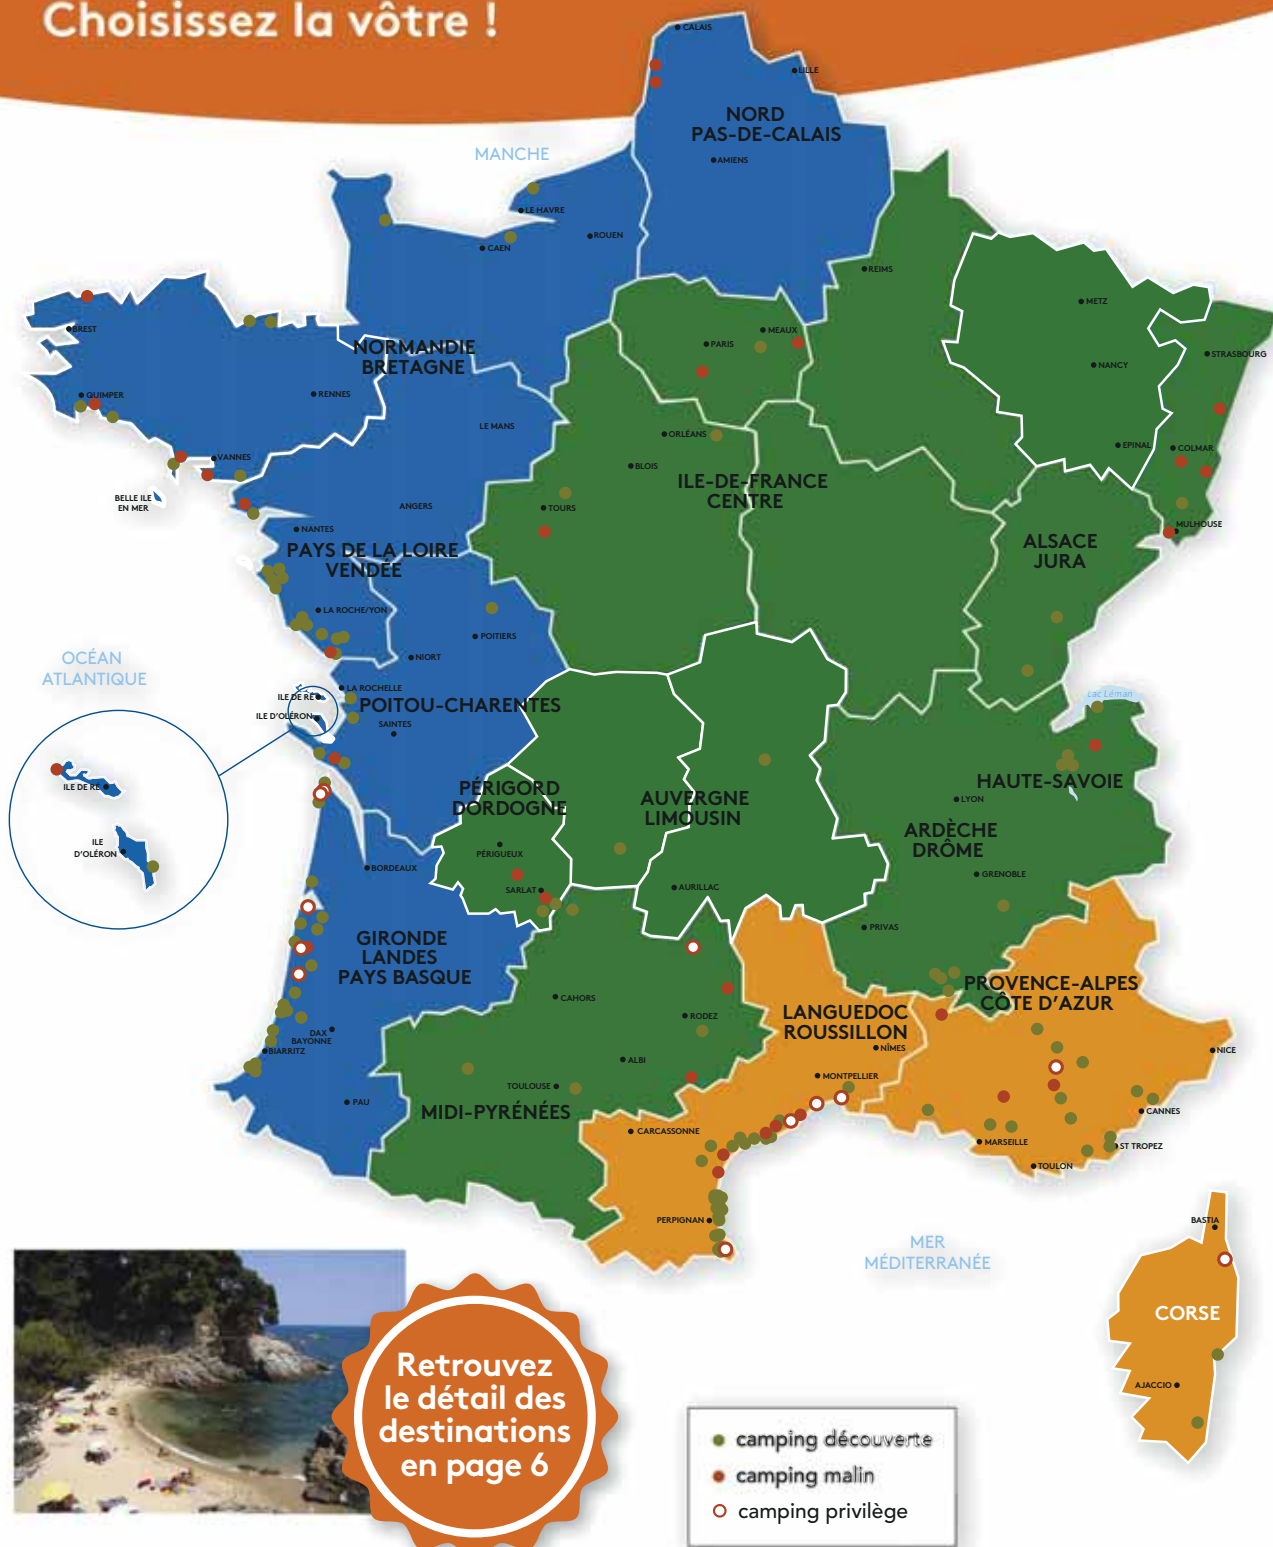 Choisissez la vôtre !
CALAIS
LILLE
NORD
PAS-DE-CALAIS
MANCHE
AMIENS
LE HAVRE
ROUEN
CAEN
REIMS
METZ
MEAUX
PARIS
STRASBOURG
BREST
NORMANDIE
BRETAGNE
NANCY
QUIMPER
RENNES
LE MANS
ORLÉANS
EPINAL
COLMAR
VANNES
BLOIS
ILE-DE-FRANCE
CENTRE
BELLE ILE
EN MER
ANGERS
TOURS
NANTES
MULHOUSE
PAYS DE LA LOIRE
VENDÉE
ALSACE
JURA
LA ROCHE/YON
POITIERS
NIORT
OCÉAN
ATLANTIQUE
LA ROCHELLE
ILE DE RÉ
Lac Léman
POITOU-CHARENTES
ILE D'OLÉRON
SAINTES
ILE DE RÉ
ILE
D'OLÉRON
PÉRIGORD
DORDOGNE
AUVERGNE
LIMOUSIN
HAUTE-SAVOIE
LYON
ARDÈCHE
DRÔME
PÉRIGUEUX
BORDEAUX
GRENOBLE
SARLAT
AURILLAC
PRIVAS
GIRONDE
LANDES
PAYS BASQUE
CAHORS
PROVENCE-ALPES
CÔTE D'AZUR
LANGUEDOC
ROUSSILLON
RODEZ
DAX
BAYONNE
BIARRITZ
NÎMES
NICE
ALBI
MONTPELLIER
TOULOUSE
PAU
MIDI-PYRÉNÉES
CANNES
CARCASSONNE
MARSEILLE
ST TROPEZ
TOULON
PERPIGNAN
BASTIA
MER
MÉDITERRANÉE
CORSE
AJACCIO
Retrouvez
le détail des
destinations
en page 6
camping découverte
camping malin
camping privilège